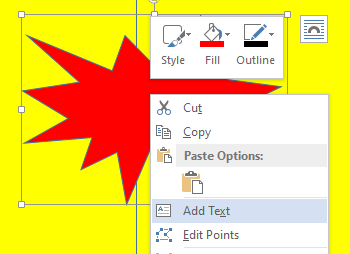 Style Fill Outline
Cut
Copy
Paste Options:
Add Text
Edit Points